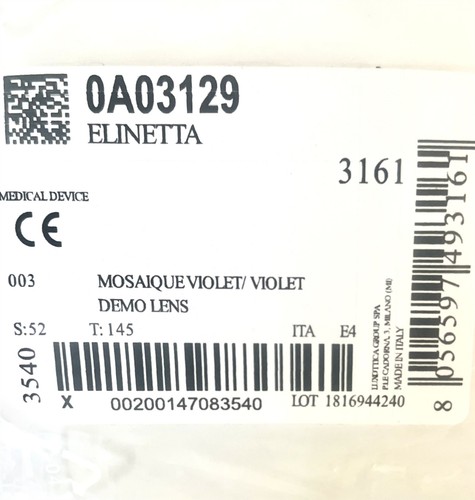 0A03129
ELINETTA
3161
MEDICAL DEVICE
CE
003 MOSAIQUE VIOLET/ VIOLET
DEMO LENS
S:52 T:145 ITA E4
3540
X 00200147083540 LOT 1816944240
LUXOTTICA GROUP SPA
P.LE CADORNA, 3, MILANO (MI)
MADE IN ITALY
8 056597 493161